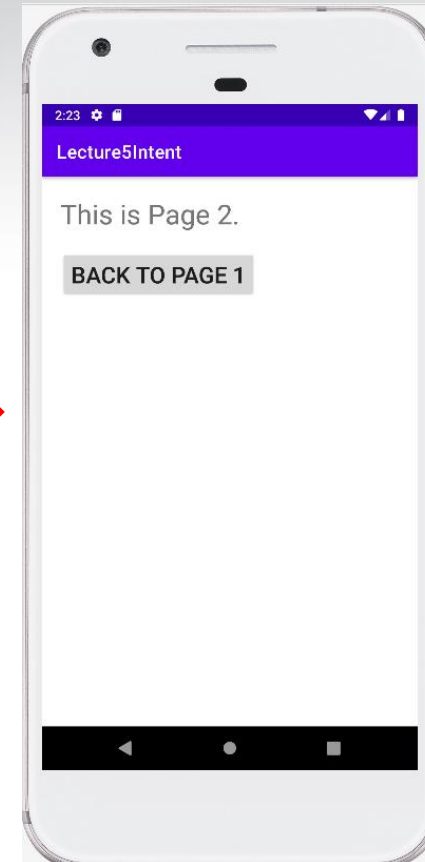 2:23
Lecture5Intent
This is Page 2.
BACK TO PAGE 1